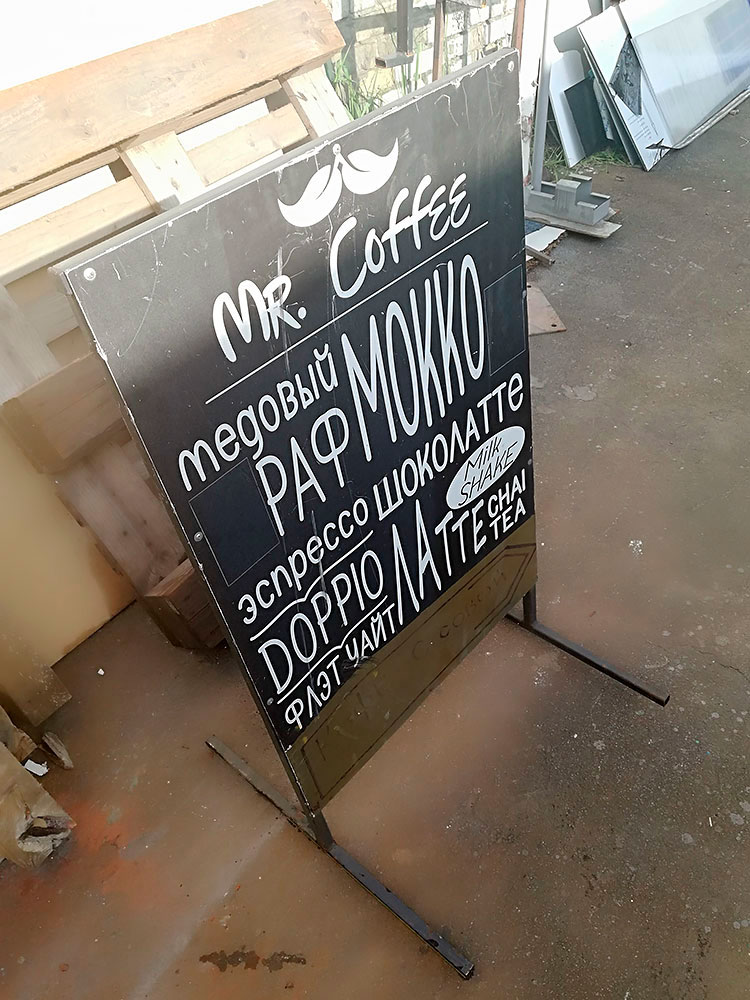 Mr. Coffee
медовый
РАФ МОККО
эспрессо ШОКОЛАТТЕ
Milk
SHAKE
DOPPIO ЛАТТЕ CHAI
TEA
ФЛЭТ УАЙТ